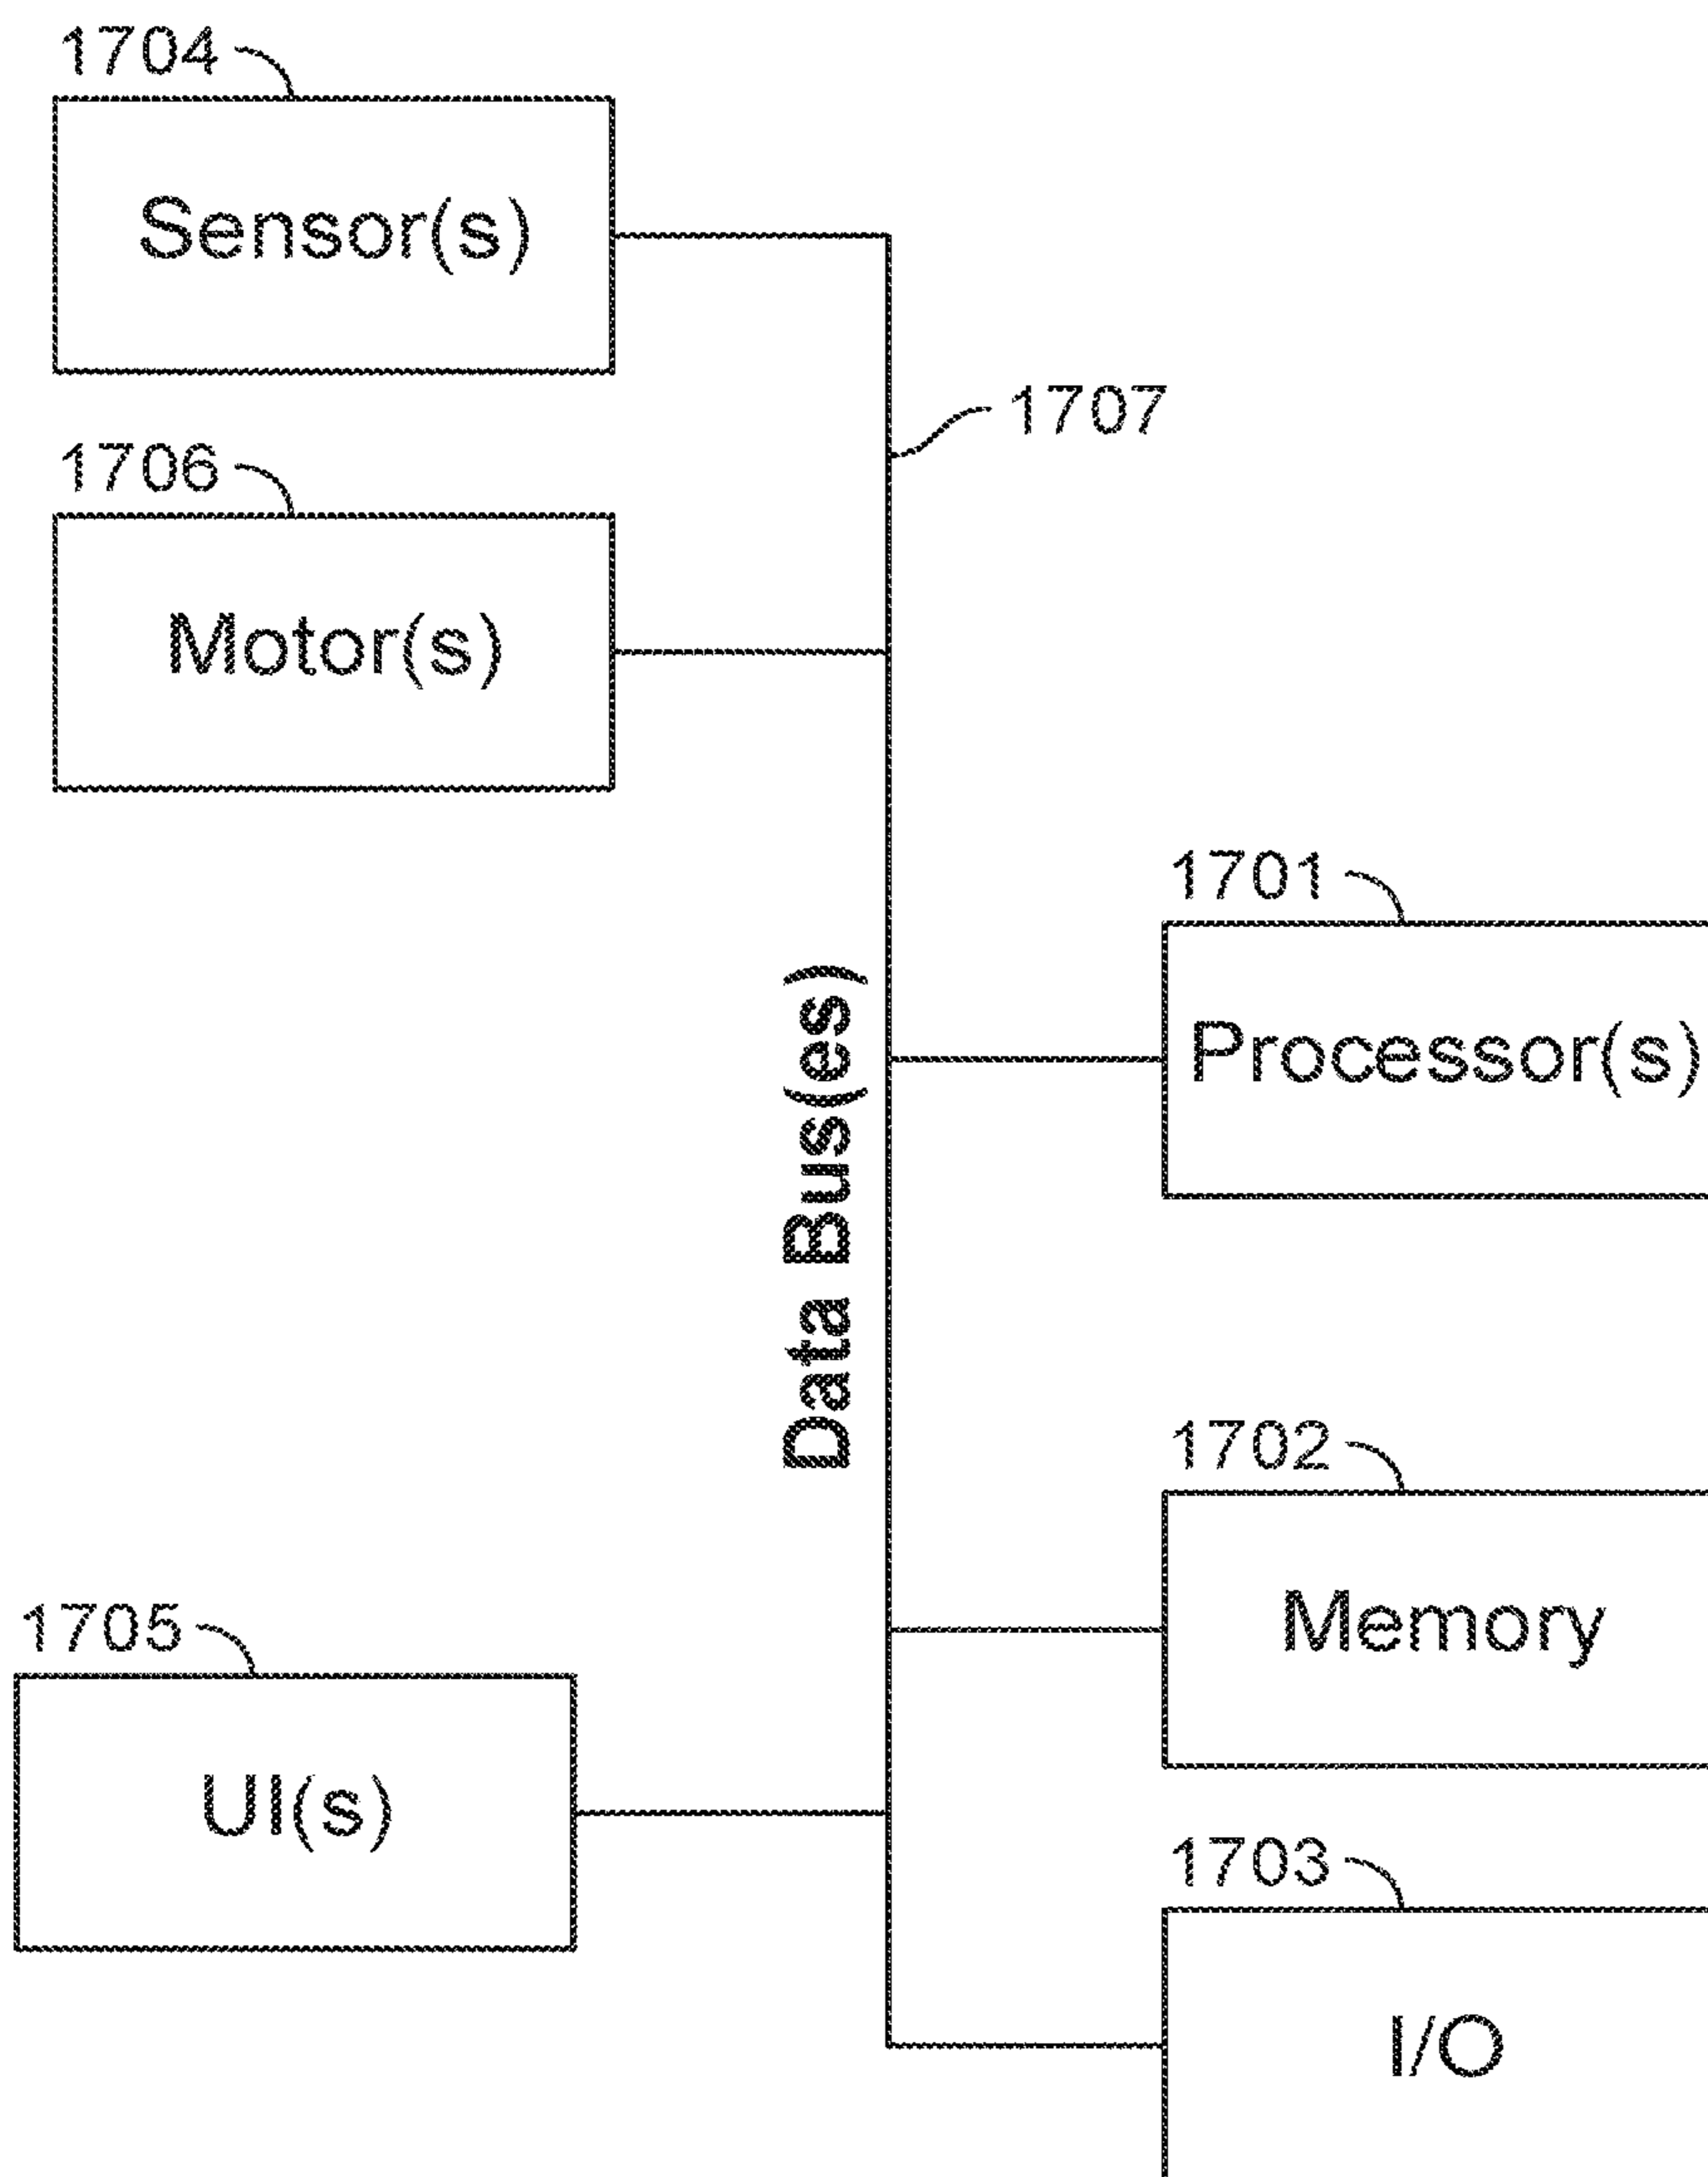 1704
Sensor(s)
1707
1706
Motor(s)
1701
Processor(s)
Data Bus(es)
1702
Memory
1705
UI(s)
1703
I/O